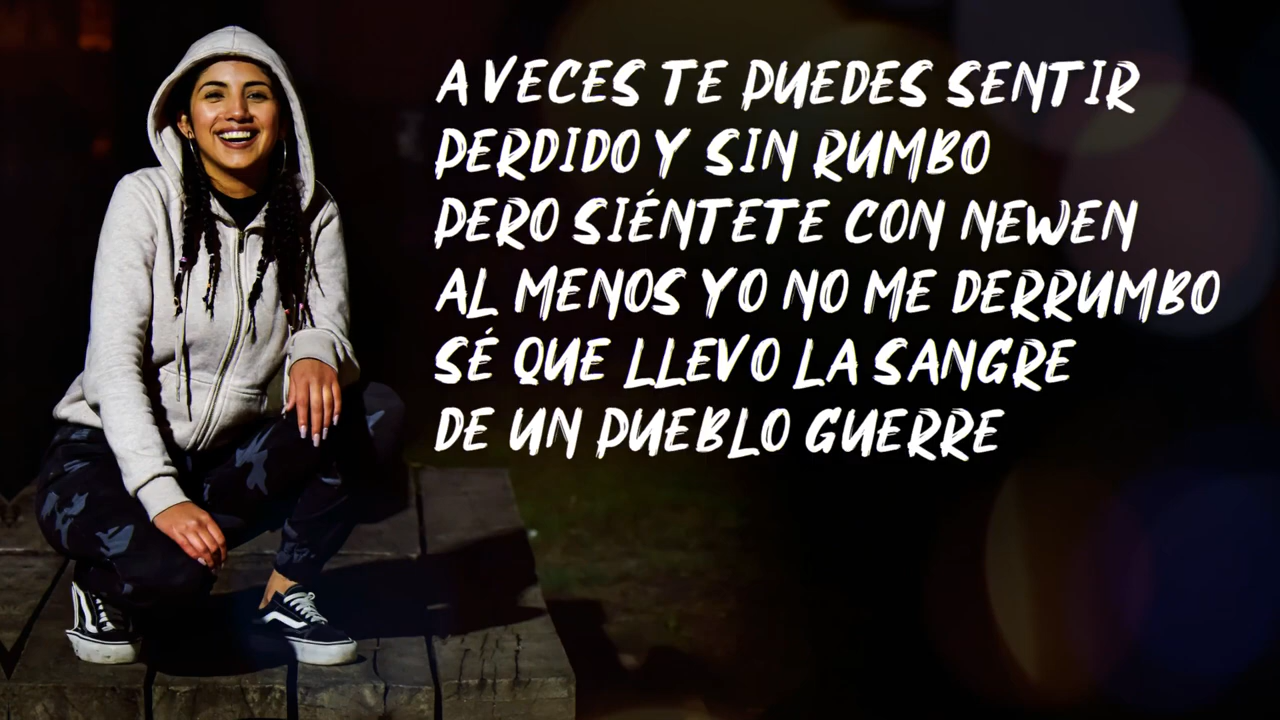 A VECES TE PUEDES SENTIR
PERDIDO Y SIN RUMBO
PERO SIÉNTETE CON NEWEN
AL MENOS YO NO ME DERRUMBO
SÉ QUE LLEVO LA SANGRE
DE UN PUEBLO GUERRE